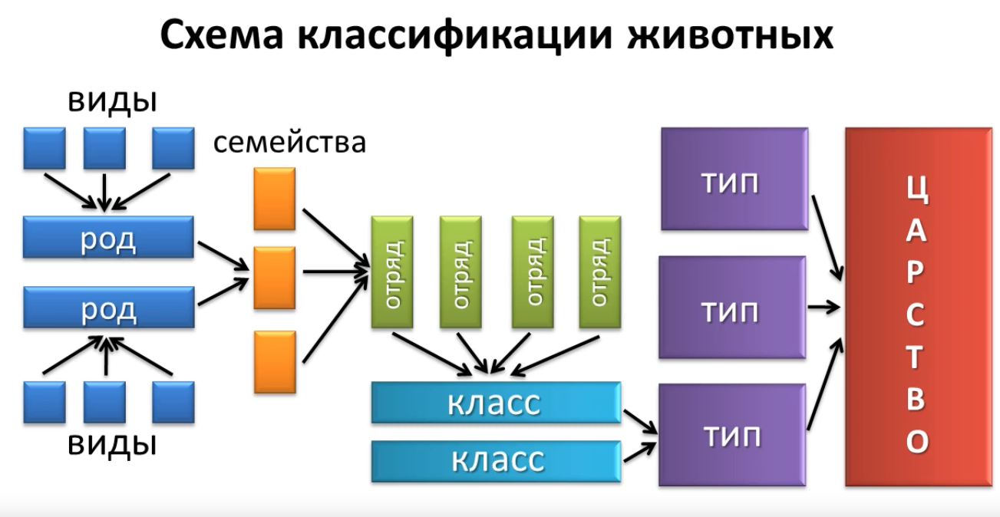 Схема классификации животных
виды
семейства
род
род
виды
отряд
отряд
отряд
отряд
класс
класс
тип
тип
тип
ЦАРСТВО